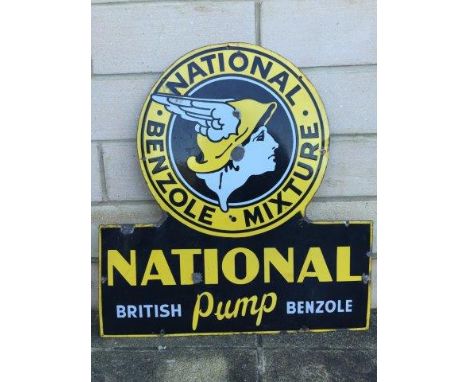 NATIONAL
· BENZOLE MIXTURE ·
NATIONAL
BRITISH Pump BENZOLE